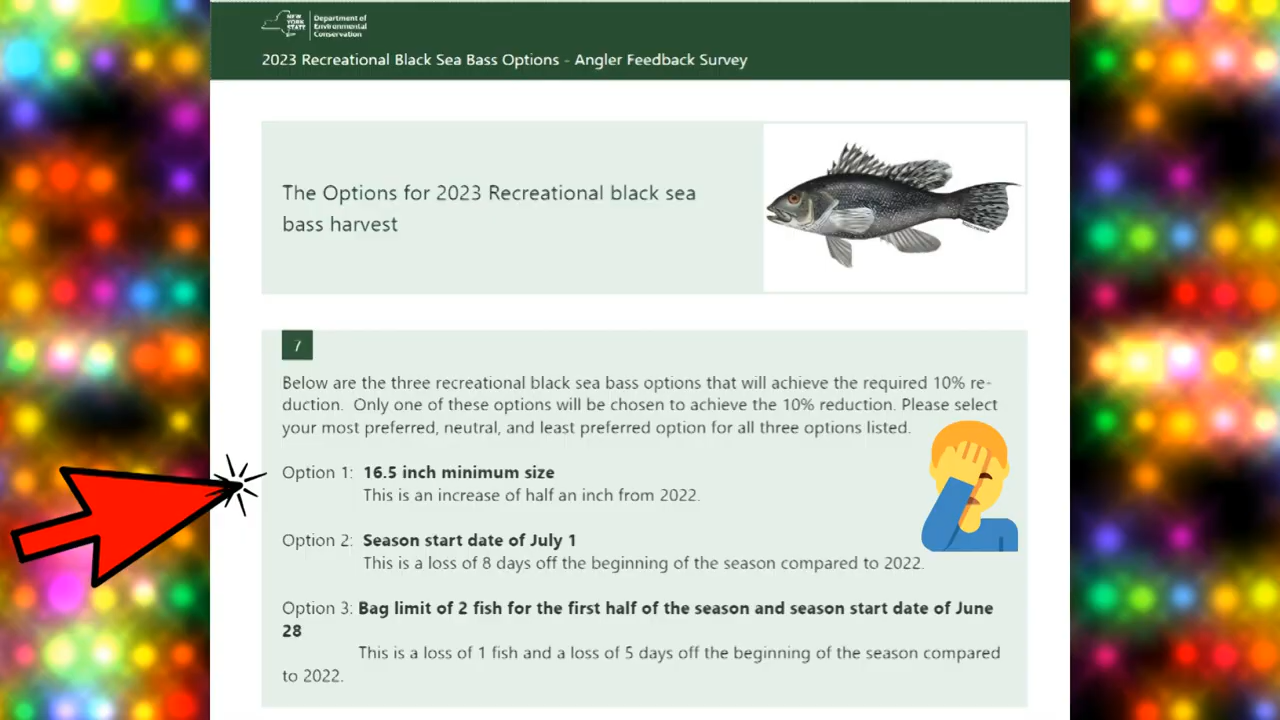 NEW
YORK
STATE
Department of
Environmental
Conservation
2023 Recreational Black Sea Bass Options - Angler Feedback Survey
The Options for 2023 Recreational black sea
bass harvest
7
Below are the three recreational black sea bass options that will achieve the required 10% re-
duction. Only one of these options will be chosen to achieve the 10% reduction. Please select
your most preferred, neutral, and least preferred option for all three options listed.
Option 1: 16.5 inch minimum size
This is an increase of half an inch from 2022.
Option 2: Season start date of July 1
This is a loss of 8 days off the beginning of the season compared to 2022.
Option 3: Bag limit of 2 fish for the first half of the season and season start date of June
28
This is a loss of 1 fish and a loss of 5 days off the beginning of the season compared
to 2022.